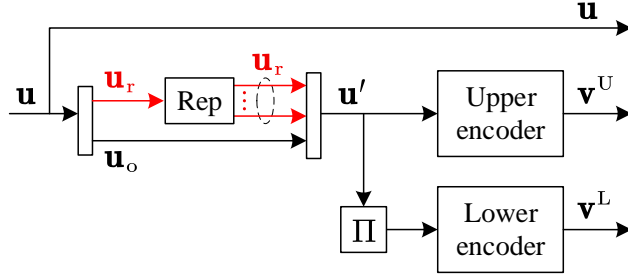 u
u_r
u_r
u
Rep
⋮
u′
Upper
encoder
v^U
u_o
Π
Lower
encoder
v^L